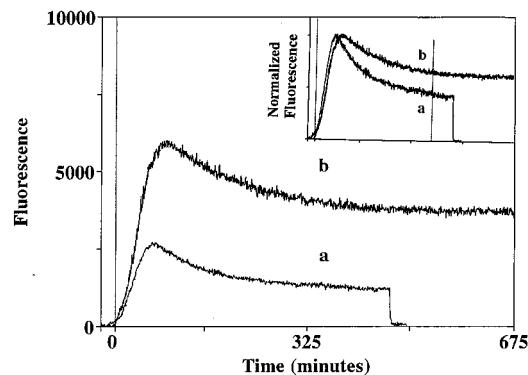 10000
5000
0
Fluorescence
b
a
0
325
675
Time (minutes)
Normalized
Fluorescence
b
a